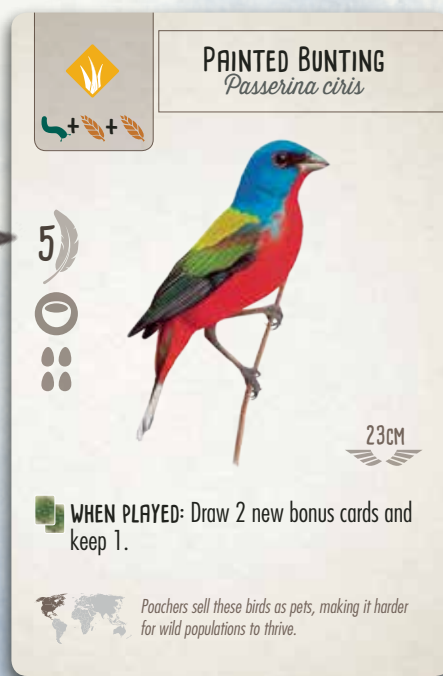 PAINTED BUNTING
Passerina ciris
+ +
5
23CM
WHEN PLAYED: Draw 2 new bonus cards and
keep 1.
Poachers sell these birds as pets, making it harder
for wild populations to thrive.